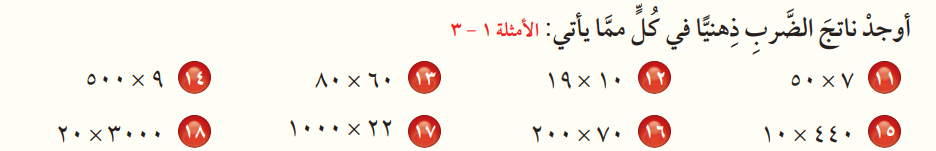 أوجدْ ناتجَ الضَّربِ ذِهنيًّا في كُلٍّ ممَّا يأتي: الأمثلة ١ – ٣
١١ ٧ × ٥٠ ١٢ ١٠ × ١٩ ١٣ ٦٠ × ٨٠ ١٤ ٩ × ٥٠٠
١٥ ٤٤٠ × ١٠ ١٦ ٧٠ × ٢٠٠ ١٧ ٢٢ × ١٠٠٠ ١٨ ٣٠٠٠ × ٢٠